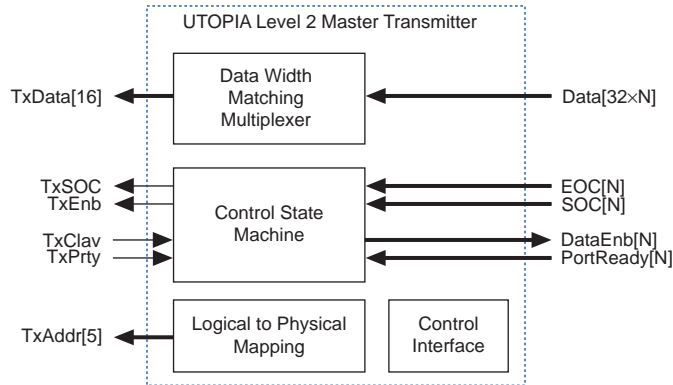 UTOPIA Level 2 Master Transmitter
TxData[16]
Data Width
Matching
Multiplexer
Data[32×N]
TxSOC
TxEnb
TxClav
TxPrty
Control State
Machine
EOC[N]
SOC[N]
DataEnb[N]
PortReady[N]
TxAddr[5]
Logical to Physical
Mapping
Control
Interface